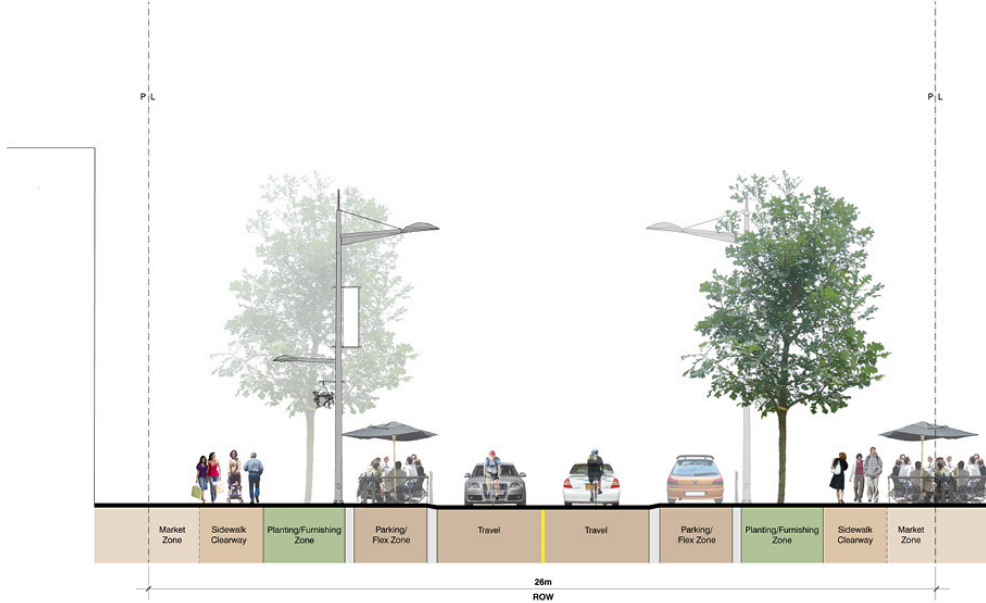 P L
P L
Market
Zone
Sidewalk
Clearway
Planting/Furnishing
Zone
Parking/
Flex Zone
Travel
Travel
Parking/
Flex Zone
Planting/Furnishing
Zone
Sidewalk
Clearway
Market
Zone
26m
ROW